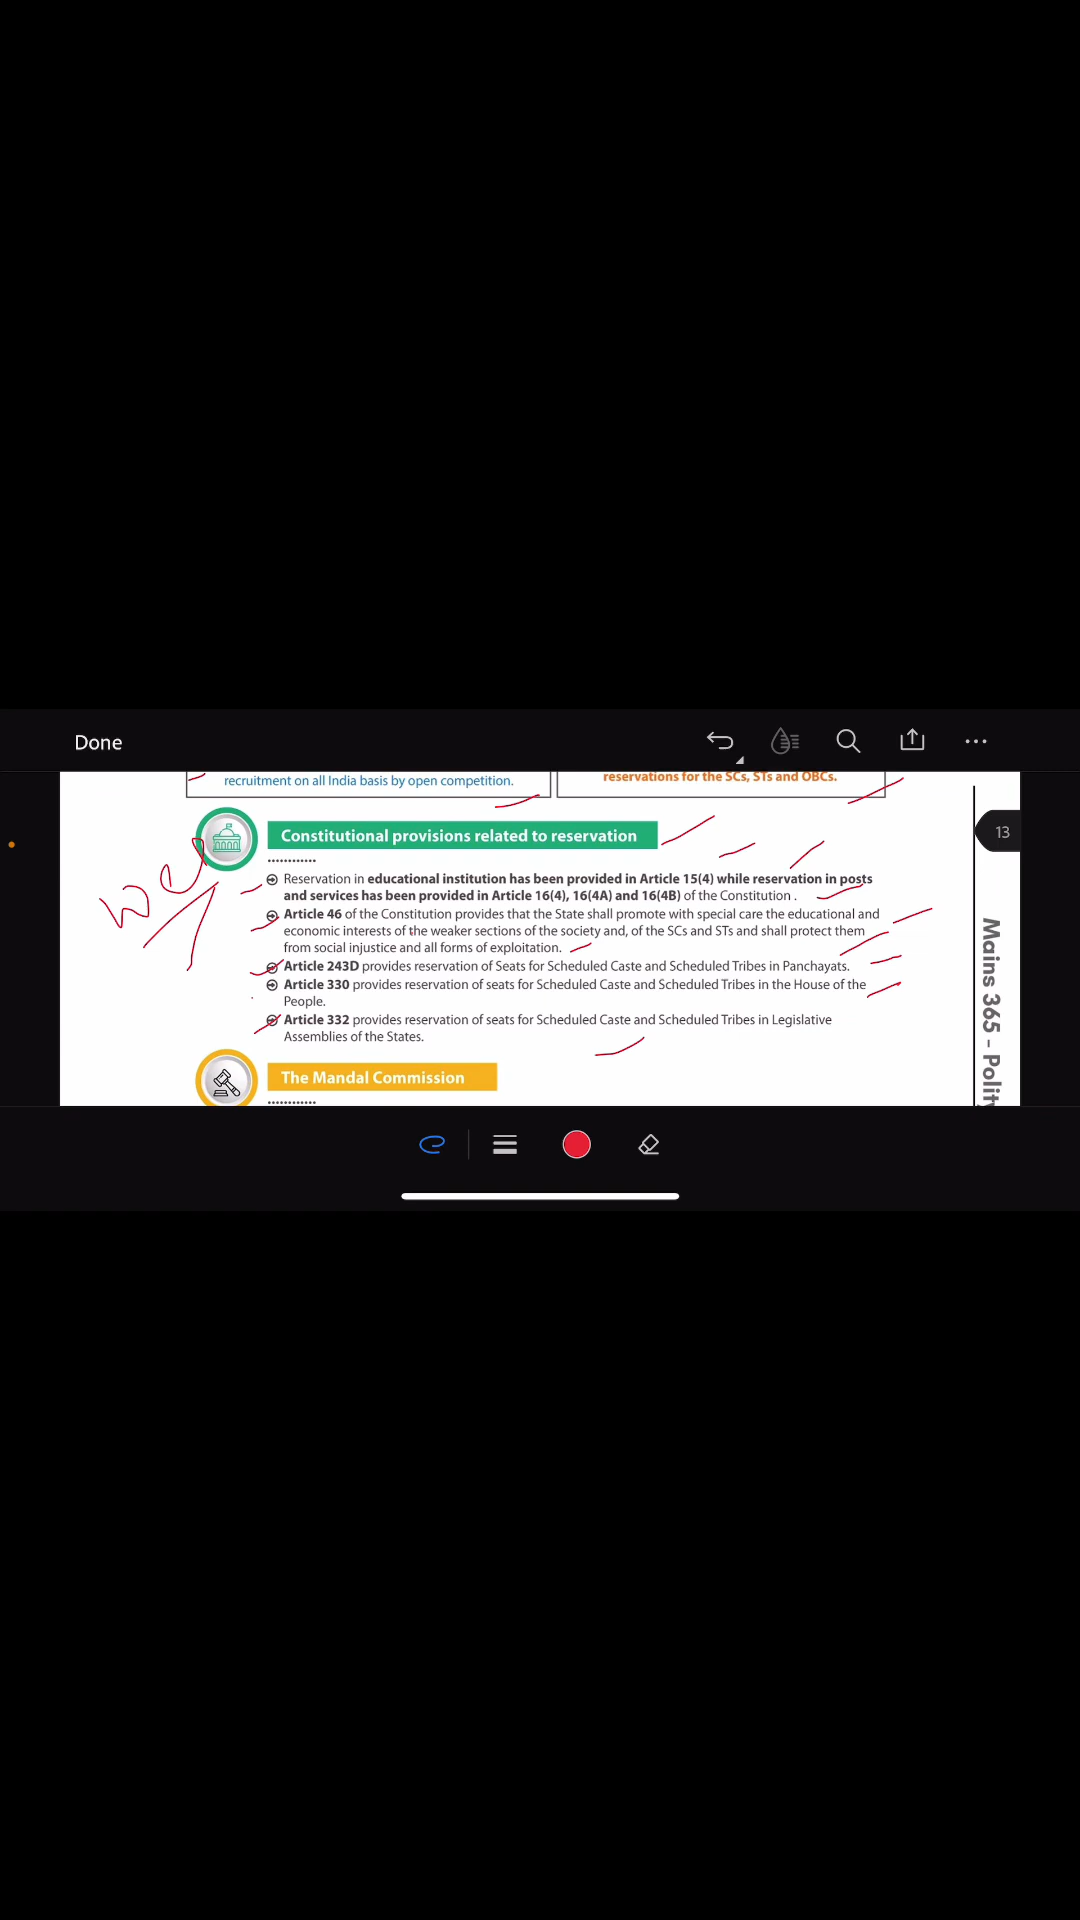 Done
recruitment on all India basis by open competition.
reservations for the SCs, STs and OBCs.
Constitutional provisions related to reservation
13
Reservation in educational institution has been provided in Article 15(4) while reservation in posts
and services has been provided in Article 16(4), 16(4A) and 16(4B) of the Constitution .
Article 46 of the Constitution provides that the State shall promote with special care the educational and
economic interests of the weaker sections of the society and, of the SCs and STs and shall protect them
from social injustice and all forms of exploitation.
Article 243D provides reservation of Seats for Scheduled Caste and Scheduled Tribes in Panchayats.
Article 330 provides reservation of seats for Scheduled Caste and Scheduled Tribes in the House of the
People.
Article 332 provides reservation of seats for Scheduled Caste and Scheduled Tribes in Legislative
Assemblies of the States.
The Mandal Commission
Mains 365 - Polity